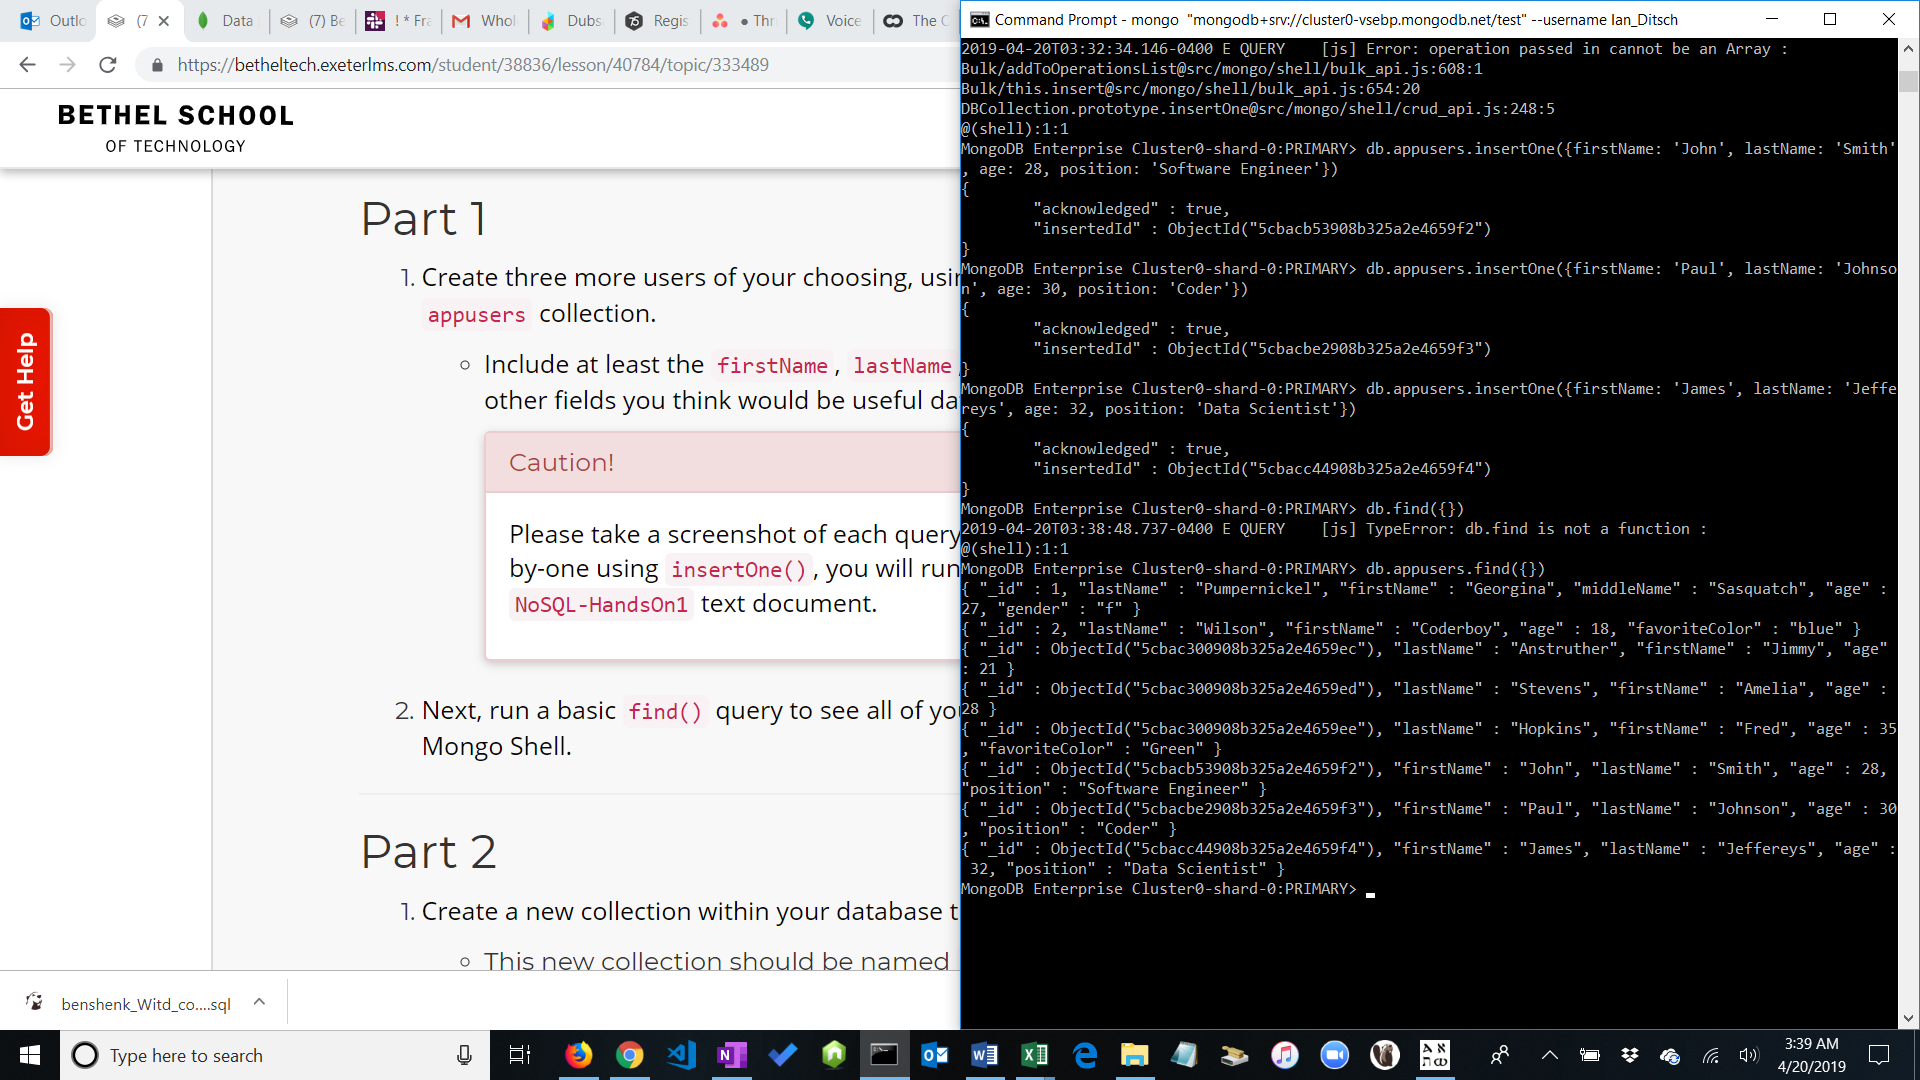 Outlo
(7
Data
(7) Be
! * Fra
Whol
Dubs
Regis
• Thri
Voice
The C
https://betheltech.exeterlms.com/student/38836/lesson/40784/topic/333489
BETHEL SCHOOL
OF TECHNOLOGY
Get Help
Part 1
1. Create three more users of your choosing, usin
appusers collection.
Include at least the firstName, lastName
other fields you think would be useful da
Caution!
Please take a screenshot of each query
by-one using insertOne(), you will run
NoSQL-HandsOn1 text document.
2. Next, run a basic find() query to see all of yo
Mongo Shell.
Part 2
1. Create a new collection within your database t
This new collection should be named
benshenk_Witd_co....sql
Command Prompt - mongo "mongodb+srv://cluster0-vsebp.mongodb.net/test" --username Ian_Ditsch
2019-04-20T03:32:34.146-0400 E QUERY    [js] Error: operation passed in cannot be an Array :
Bulk/addToOperationsList@src/mongo/shell/bulk_api.js:608:1
Bulk/this.insert@src/mongo/shell/bulk_api.js:654:20
DBCollection.prototype.insertOne@src/mongo/shell/crud_api.js:248:5
@(shell):1:1
MongoDB Enterprise Cluster0-shard-0:PRIMARY> db.appusers.insertOne({firstName: 'John', lastName: 'Smith'
, age: 28, position: 'Software Engineer'})
{
"acknowledged" : true,
"insertedId" : ObjectId("5cbacb53908b325a2e4659f2")
}
MongoDB Enterprise Cluster0-shard-0:PRIMARY> db.appusers.insertOne({firstName: 'Paul', lastName: 'Johnso
n', age: 30, position: 'Coder'})
{
"acknowledged" : true,
"insertedId" : ObjectId("5cbacbe2908b325a2e4659f3")
}
MongoDB Enterprise Cluster0-shard-0:PRIMARY> db.appusers.insertOne({firstName: 'James', lastName: 'Jeffe
reys', age: 32, position: 'Data Scientist'})
{
"acknowledged" : true,
"insertedId" : ObjectId("5cbacc44908b325a2e4659f4")
}
MongoDB Enterprise Cluster0-shard-0:PRIMARY> db.find({})
2019-04-20T03:38:48.737-0400 E QUERY    [js] TypeError: db.find is not a function :
@(shell):1:1
MongoDB Enterprise Cluster0-shard-0:PRIMARY> db.appusers.find({})
{ "_id" : 1, "lastName" : "Pumpernickel", "firstName" : "Georgina", "middleName" : "Sasquatch", "age" :
27, "gender" : "f" }
{ "_id" : 2, "lastName" : "Wilson", "firstName" : "Coderboy", "age" : 18, "favoriteColor" : "blue" }
{ "_id" : ObjectId("5cbac300908b325a2e4659ec"), "lastName" : "Anstruther", "firstName" : "Jimmy", "age"
: 21 }
{ "_id" : ObjectId("5cbac300908b325a2e4659ed"), "lastName" : "Stevens", "firstName" : "Amelia", "age" :
28 }
{ "_id" : ObjectId("5cbac300908b325a2e4659ee"), "lastName" : "Hopkins", "firstName" : "Fred", "age" : 35
, "favoriteColor" : "Green" }
{ "_id" : ObjectId("5cbacb53908b325a2e4659f2"), "firstName" : "John", "lastName" : "Smith", "age" : 28,
"position" : "Software Engineer" }
{ "_id" : ObjectId("5cbacbe2908b325a2e4659f3"), "firstName" : "Paul", "lastName" : "Johnson", "age" : 30
, "position" : "Coder" }
{ "_id" : ObjectId("5cbacc44908b325a2e4659f4"), "firstName" : "James", "lastName" : "Jeffereys", "age" :
32, "position" : "Data Scientist" }
MongoDB Enterprise Cluster0-shard-0:PRIMARY>
Type here to search
3:39 AM
4/20/2019